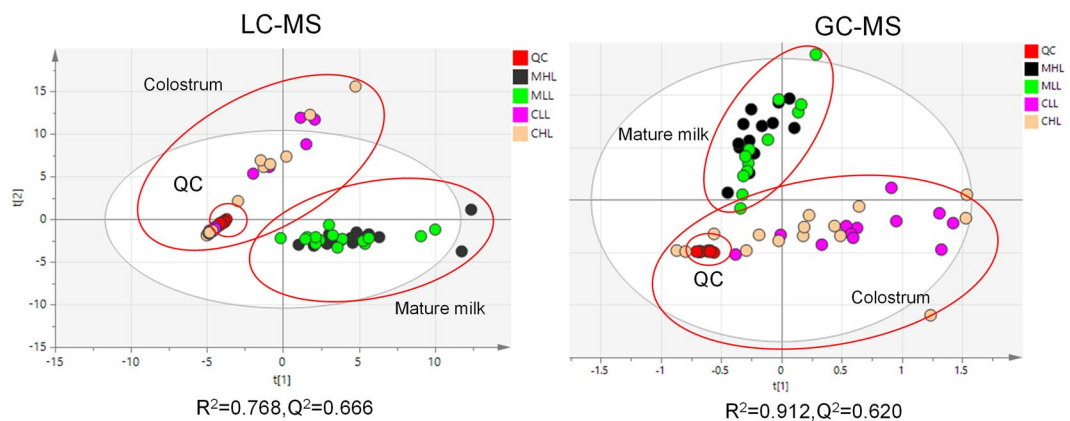 LC-MS
Colostrum
QC
Mature milk
QC
MHL
MLL
CLL
CHL
15
10
5
0
-5
-10
-15
t[2]
-15
-10
-5
0
5
10
t[1]
R²=0.768,Q²=0.666
GC-MS
Mature milk
QC
Colostrum
QC
MHL
MLL
CLL
CHL
-1.5
-1
-0.5
0
0.5
1
1.5
t[1]
R²=0.912,Q²=0.620